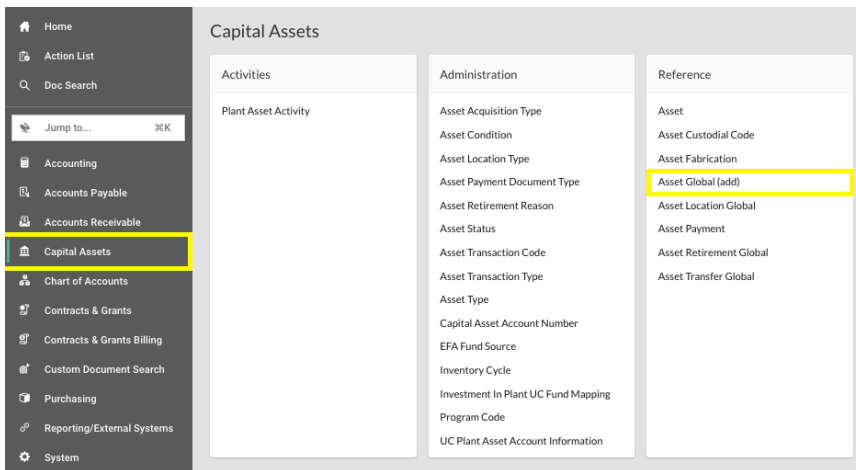 Home
Action List
Doc Search
Jump to... ⌘K
Accounting
Accounts Payable
Accounts Receivable
Capital Assets
Chart of Accounts
Contracts & Grants
Contracts & Grants Billing
Custom Document Search
Purchasing
Reporting/External Systems
System
Capital Assets
Activities
Plant Asset Activity
Administration
Asset Acquisition Type
Asset Condition
Asset Location Type
Asset Payment Document Type
Asset Retirement Reason
Asset Status
Asset Transaction Code
Asset Transaction Type
Asset Type
Capital Asset Account Number
EFA Fund Source
Inventory Cycle
Investment In Plant UC Fund Mapping
Program Code
UC Plant Asset Account Information
Reference
Asset
Asset Custodial Code
Asset Fabrication
Asset Global (add)
Asset Location Global
Asset Payment
Asset Retirement Global
Asset Transfer Global